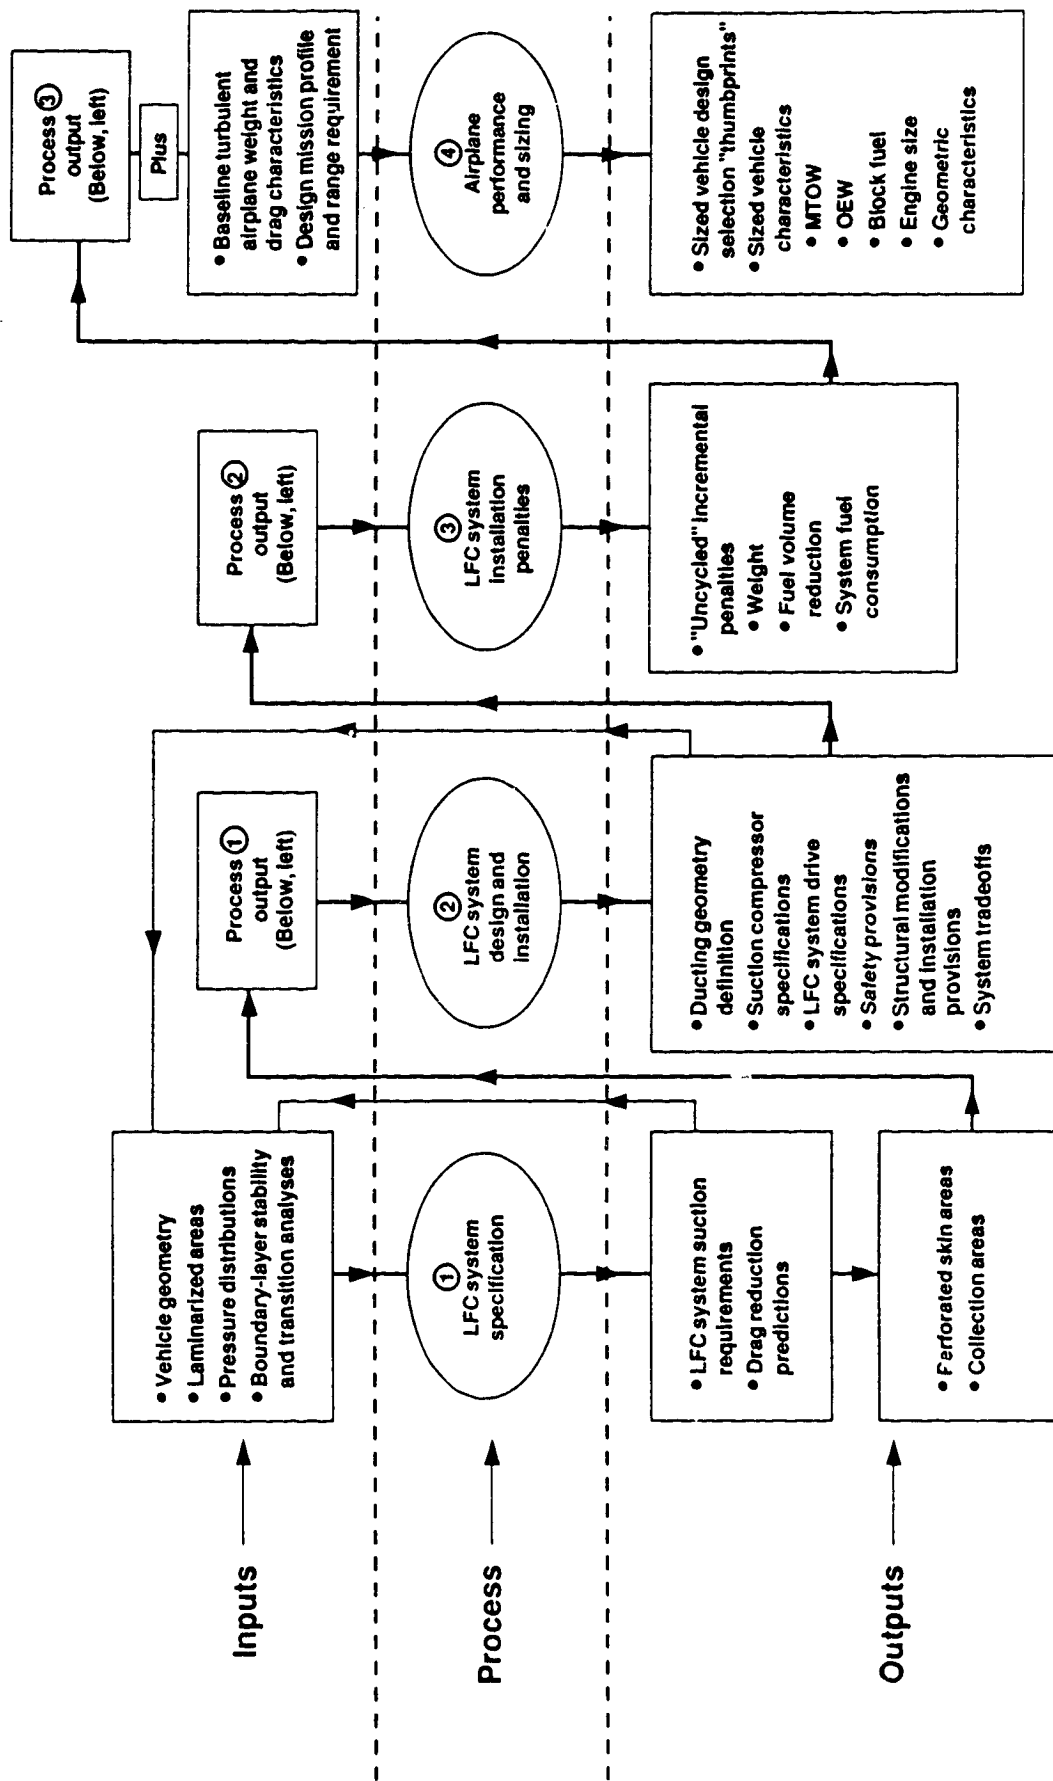 Inputs
• Vehicle geometry
• Laminarized areas
• Pressure distributions
• Boundary-layer stability
and transition analyses
Process ①
output
(Below, left)
Process ②
output
(Below, left)
Process ③
output
(Below, left)
Plus
• Baseline turbulent
airplane weight and
drag characteristics
• Design mission profile
and range requirement
Process
①
LFC system
specification
②
LFC system
design and
installation
③
LFC system
installation
penalties
④
Airplane
performance
and sizing
Outputs
• LFC system suction
requirements
• Drag reduction
predictions
• Perforated skin areas
• Collection areas
• Ducting geometry
definition
• Suction compressor
specifications
• LFC system drive
specifications
• Safety provisions
• Structural modifications
and installation
provisions
• System tradeoffs
• "Uncycled" incremental
penalties
• Weight
• Fuel volume
reduction
• System fuel
consumption
• Sized vehicle design
selection "thumbprints"
• Sized vehicle
characteristics
• MTOW
• OEW
• Block fuel
• Engine size
• Geometric
characteristics